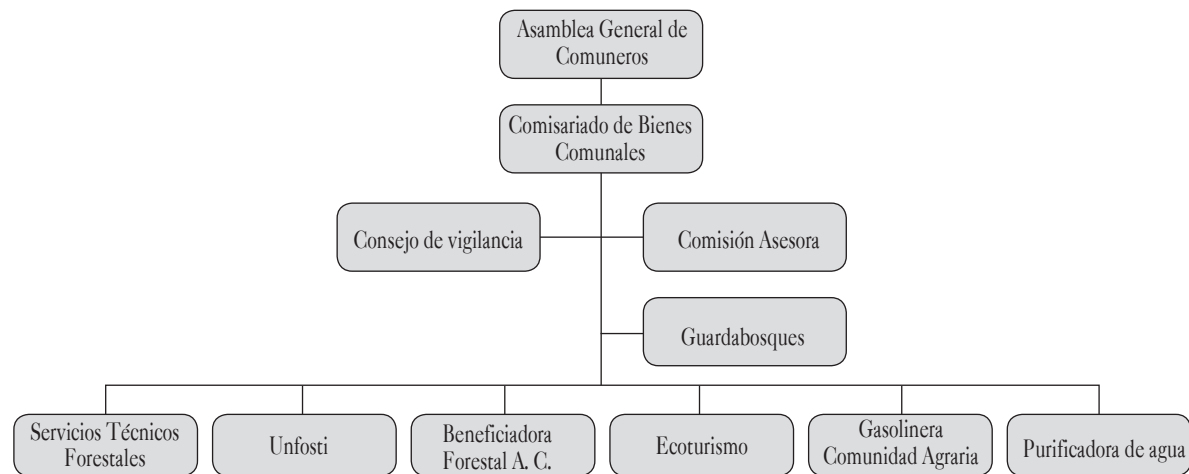 Asamblea General de
Comuneros
Comisariado de Bienes
Comunales
Consejo de vigilancia
Comisión Asesora
Guardabosques
Servicios Técnicos
Forestales
Unfosti
Beneficiadora
Forestal A. C.
Ecoturismo
Gasolinera
Comunidad Agraria
Purificadora de agua